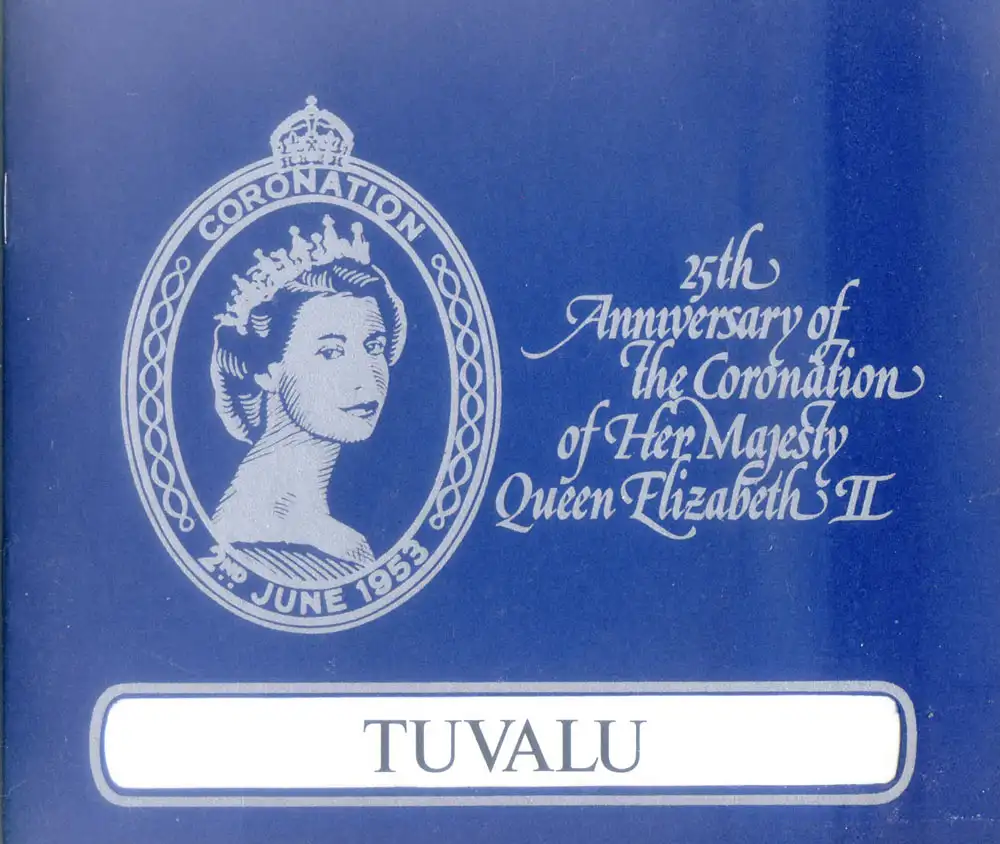 CORONATION
2ND JUNE 1953
25th
Anniversary of
the Coronation
of Her Majesty
Queen Elizabeth II
TUVALU